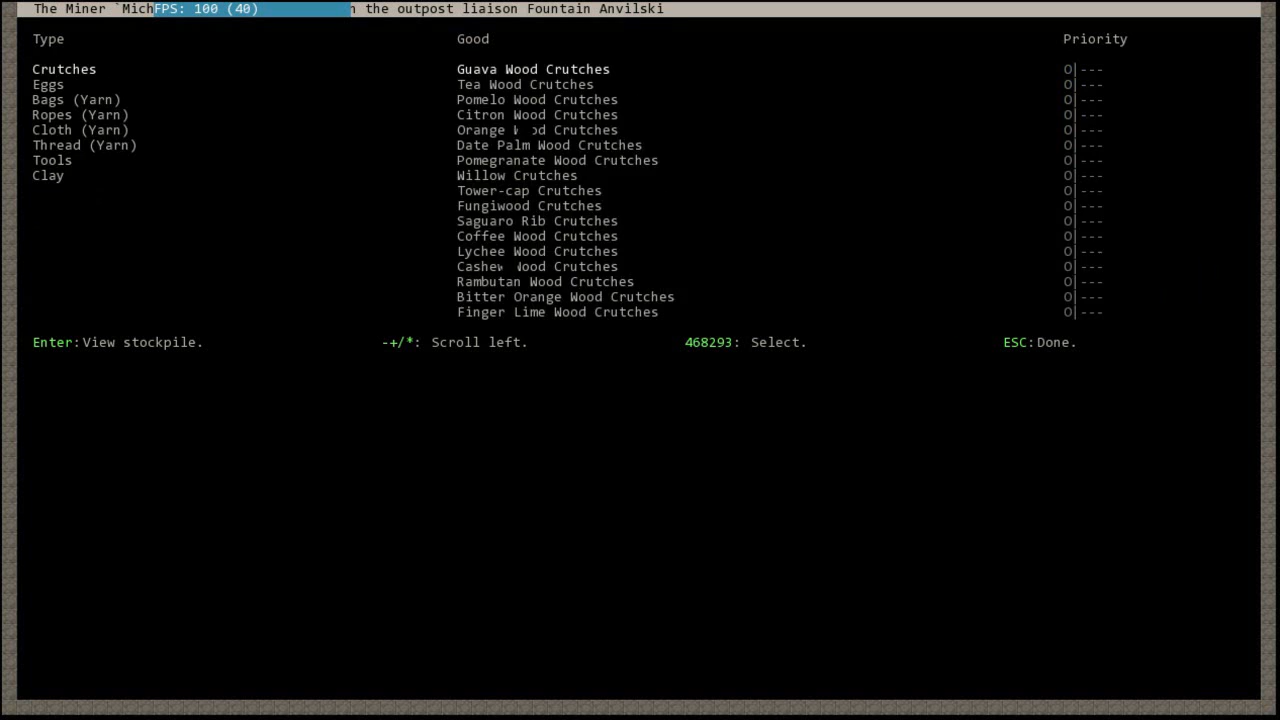 The Miner `Mich FPS: 100 (40) the outpost liaison Fountain Anvilski
Type Good Priority
Crutches Guava Wood Crutches 0|---
Eggs Tea Wood Crutches 0|---
Bags (Yarn) Pomelo Wood Crutches 0|---
Ropes (Yarn) Citron Wood Crutches 0|---
Cloth (Yarn) Orange Crutches 0|---
Thread (Yarn) Date Palm Wood Crutches 0|---
Tools Pomegranate Wood Crutches 0|---
Clay Willow Crutches 0|---
Tower-cap Crutches 0|---
Fungiwood Crutches 0|---
Saguaro Rib Crutches 0|---
Coffee Wood Crutches 0|---
Lychee Wood Crutches 0|---
Cashew Wood Crutches 0|---
Rambutan Wood Crutches 0|---
Bitter Orange Wood Crutches 0|---
Finger Lime Wood Crutches 0|---
Enter:View stockpile. -+/*: Scroll left. 468293: Select. ESC:Done.